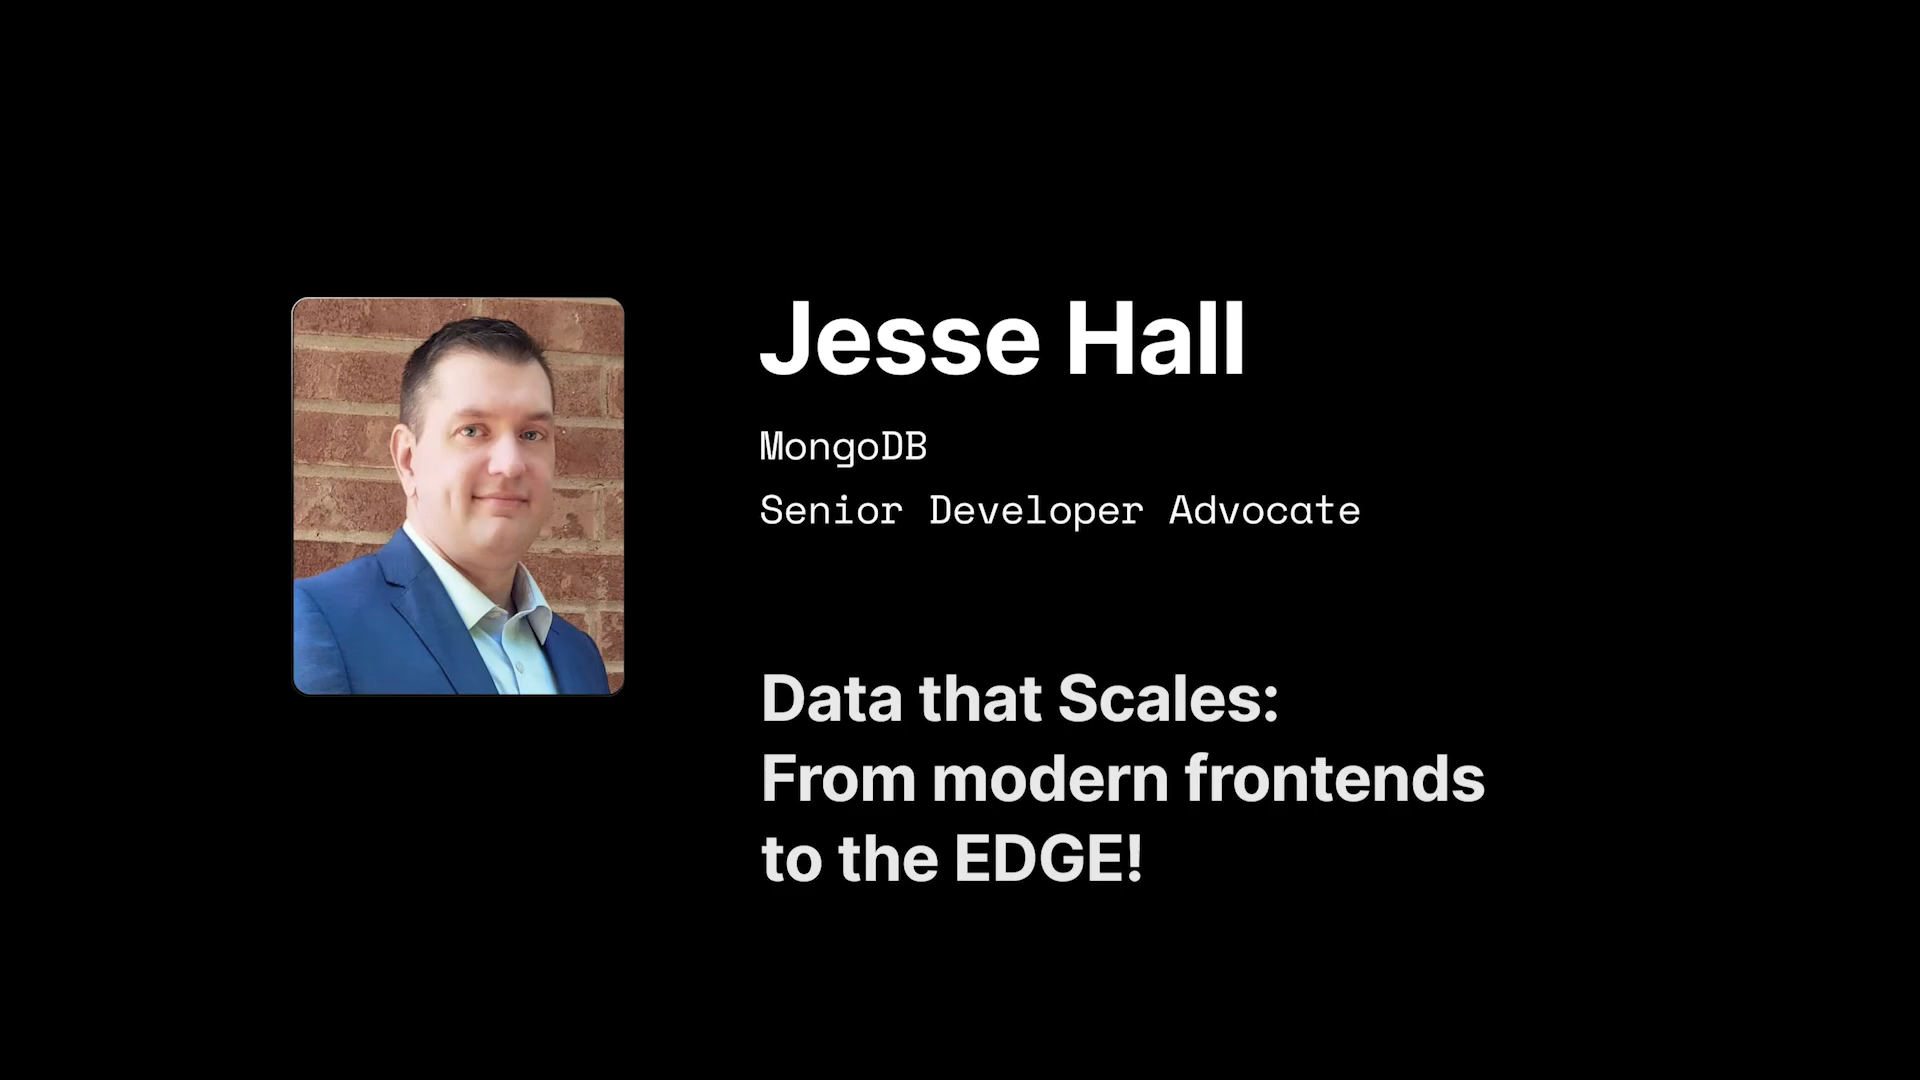 Jesse Hall
MongoDB
Senior Developer Advocate
Data that Scales:
From modern frontends
to the EDGE!